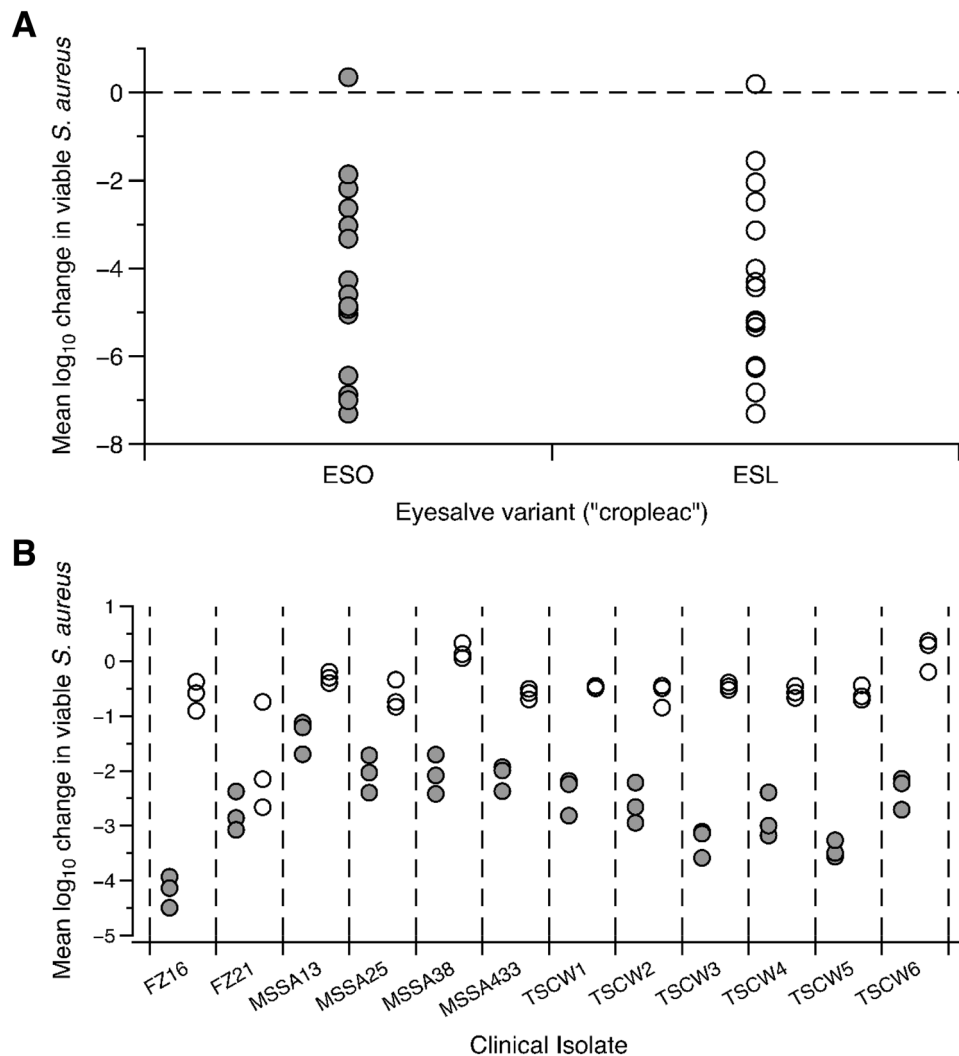 A
Mean log10 change in viable S. aureus
0
−2
−4
−6
−8
ESO ESL
Eyesalve variant ("cropleac")
B
Mean log10 change in viable S. aureus
1
0
−1
−2
−3
−4
−5
FZ16 FZ21 MSSA13 MSSA25 MSSA38 MSSA433 TSCW1 TSCW2 TSCW3 TSCW4 TSCW5 TSCW6
Clinical Isolate